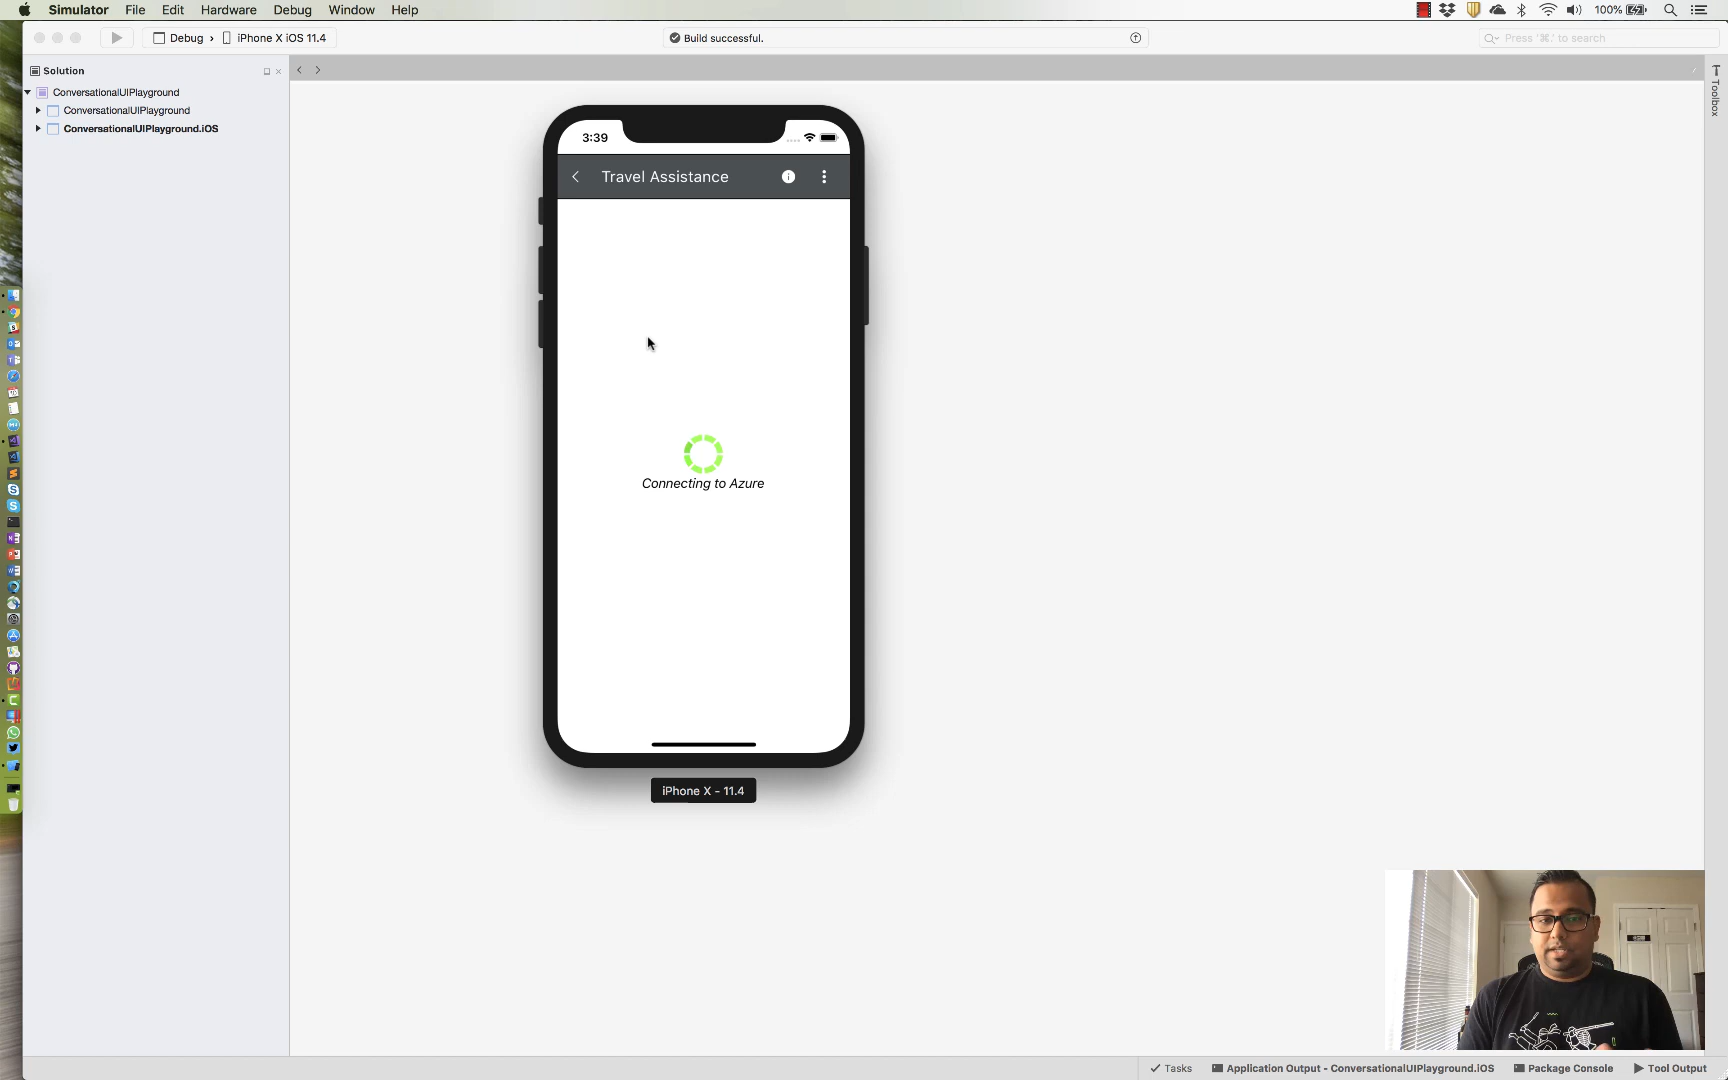 Simulator File Edit Hardware Debug Window Help 100%
Debug › iPhone X iOS 11.4 Build successful. Press '⌘.' to search
Solution
Toolbox
ConversationalUIPlayground
ConversationalUIPlayground
ConversationalUIPlayground.iOS
3:39
Travel Assistance
Connecting to Azure
iPhone X - 11.4
Tasks Application Output - ConversationalUIPlayground.iOS Package Console Tool Output